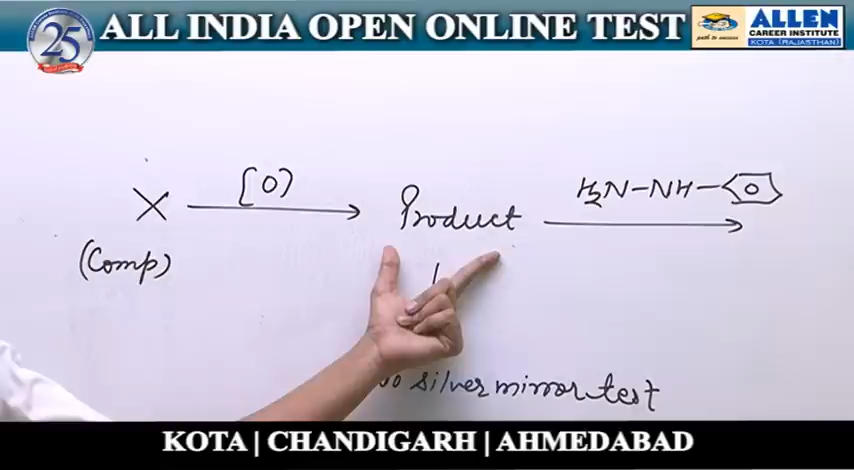 ALL INDIA OPEN ONLINE TEST
25
path to success
ALLEN
CAREER INSTITUTE
KOTA (RAJASTHAN)
X [O] Product H₂N-NH-
(Comp)
silver mirror test
KOTA | CHANDIGARH | AHMEDABAD